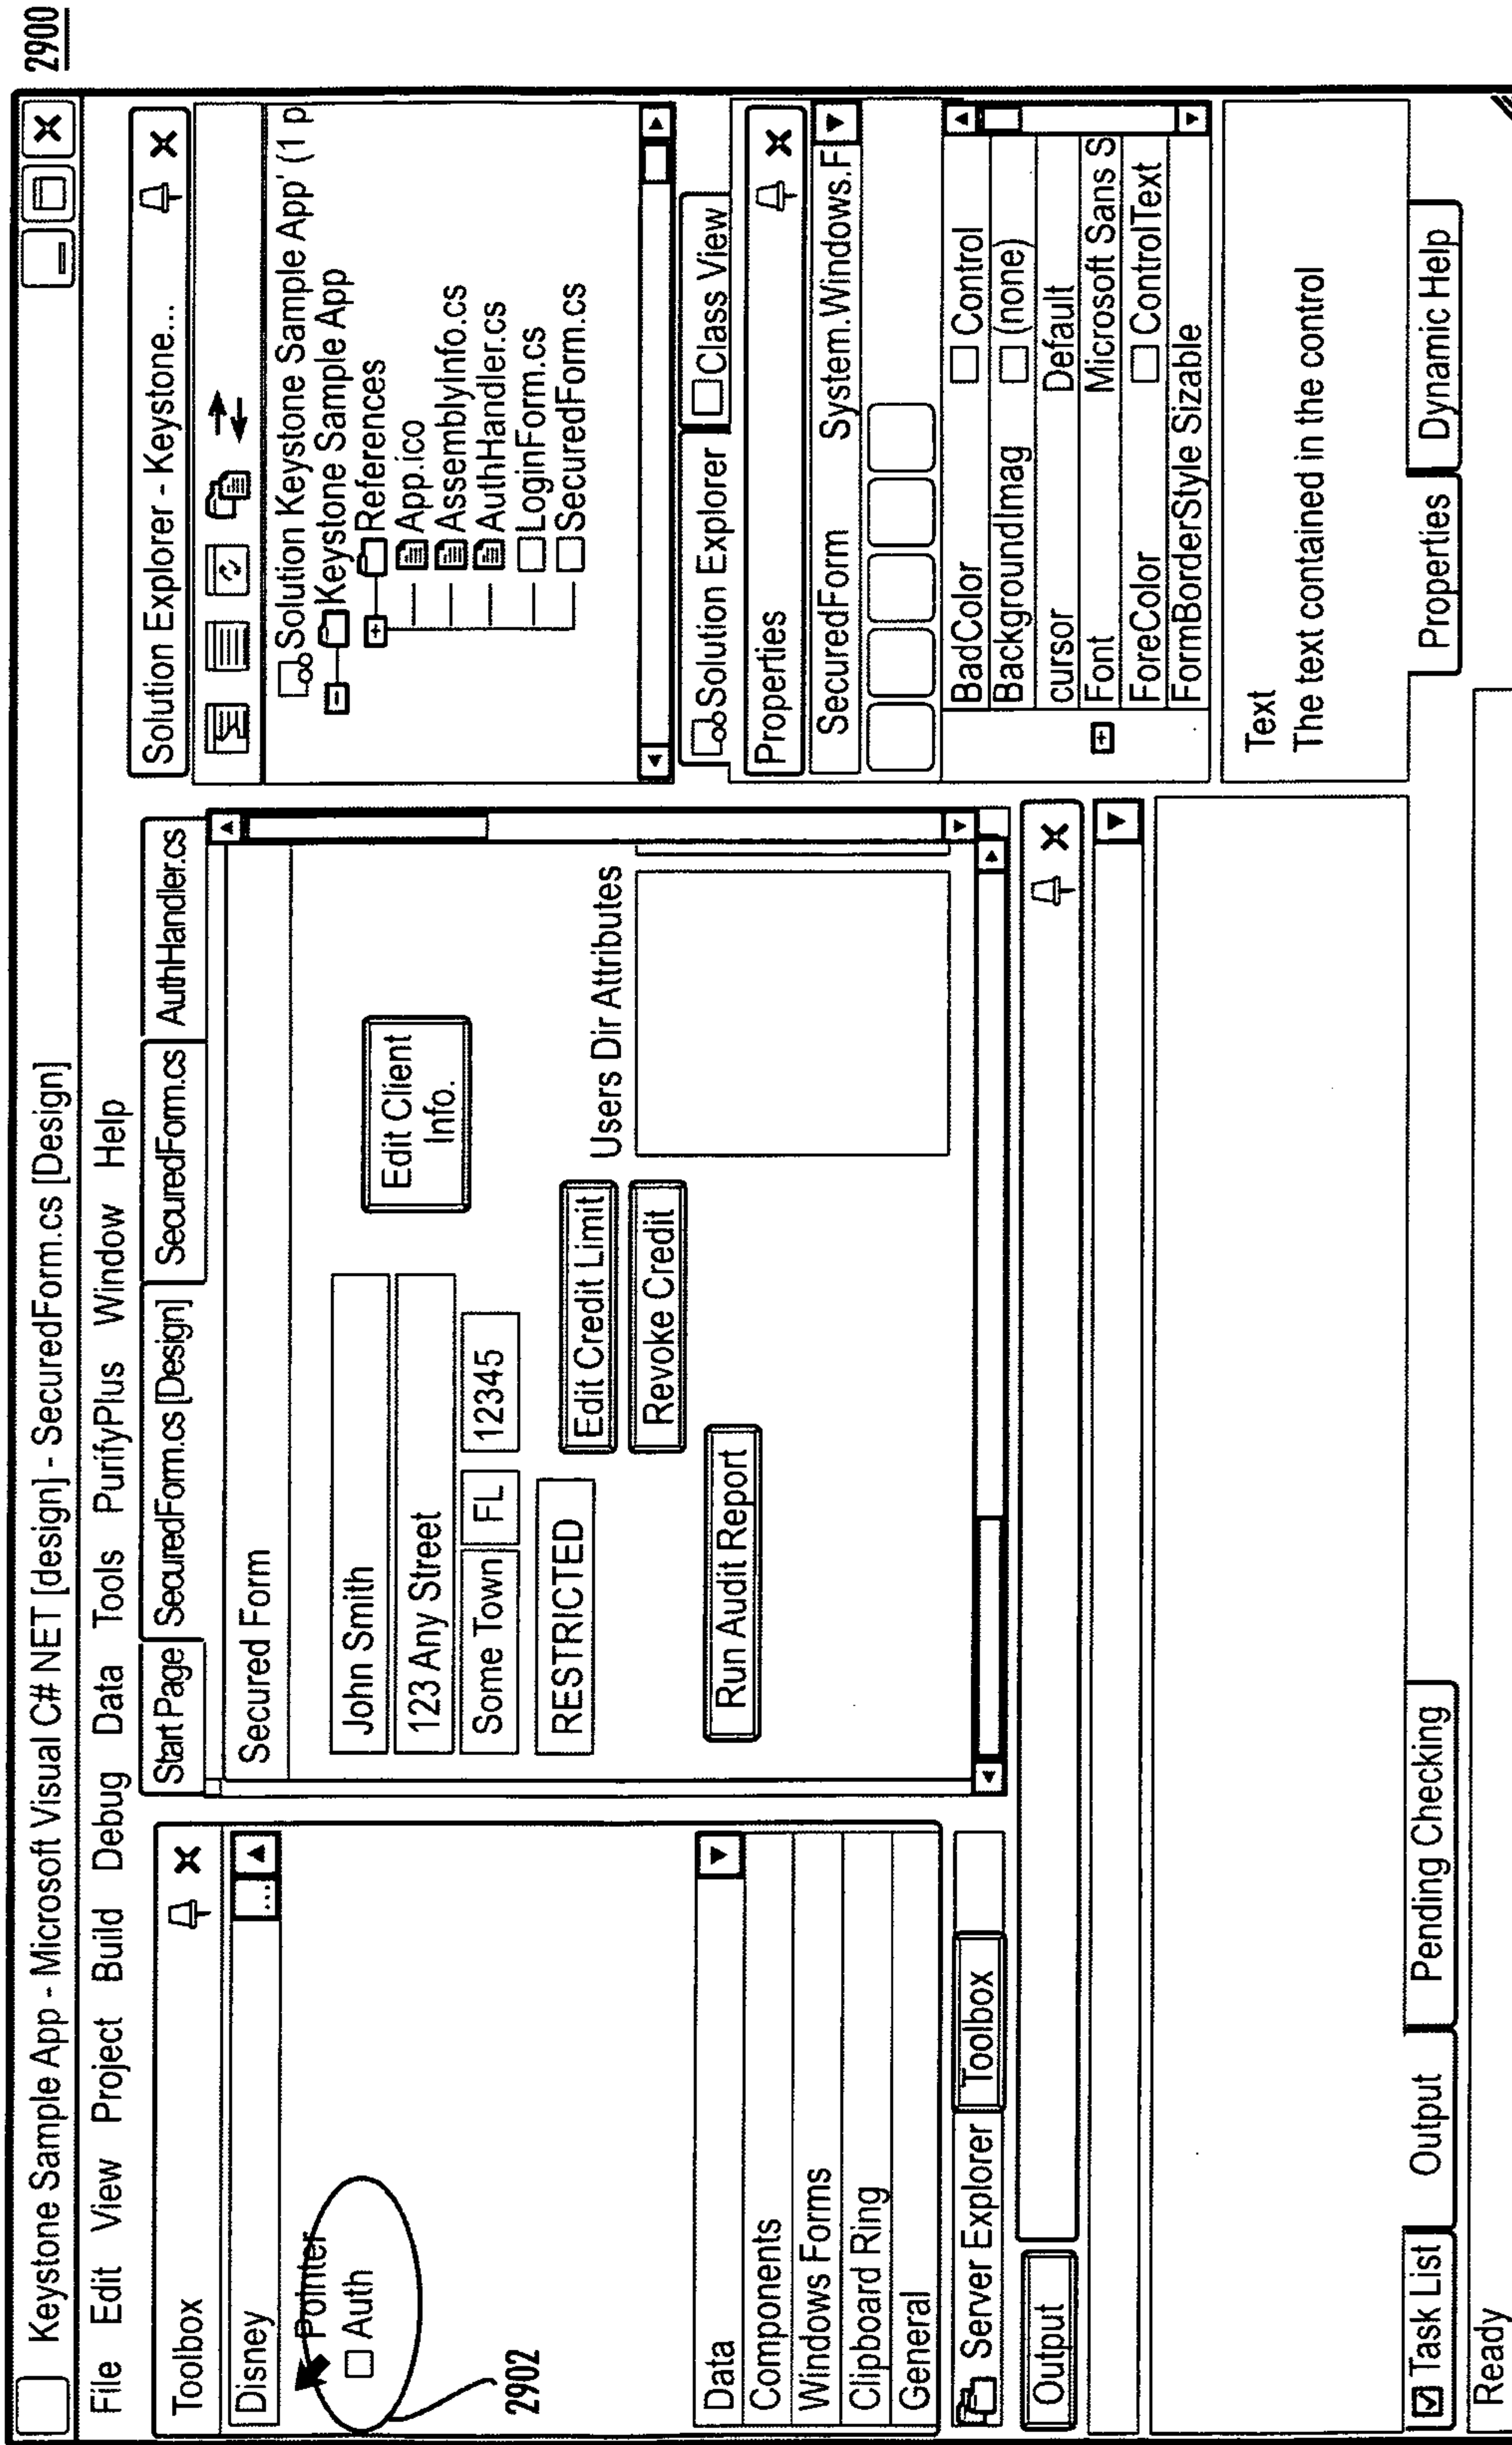 2900
Keystone Sample App - Microsoft Visual C# NET [design] - SecuredForm.cs [Design]
File Edit View Project Build Debug Data Tools PurifyPlus Window Help
Toolbox
Disney
...
Pointer
Auth
2902
Data
Components
Windows Forms
Clipboard Ring
General
Server Explorer Toolbox
Start Page SecuredForm.cs [Design] SecuredForm.cs AuthHandler.cs
Secured Form
John Smith
123 Any Street
Some Town FL 12345
RESTRICTED
Edit Client
Info.
Edit Credit Limit
Revoke Credit
Run Audit Report
Users Dir Attributes
Solution Explorer - Keystone...
Solution Keystone Sample App' (1 p
Keystone Sample App
References
App.ico
AssemblyInfo.cs
AuthHandler.cs
LoginForm.cs
SecuredForm.cs
Solution Explorer Class View
Properties
SecuredForm System.Windows.F
BadColor Control
BackgroundImag (none)
cursor Default
Font Microsoft Sans S
ForeColor ControlText
FormBorderStyle Sizable
Text
The text contained in the control
Properties Dynamic Help
Output
Task List Output Pending Checking
Ready